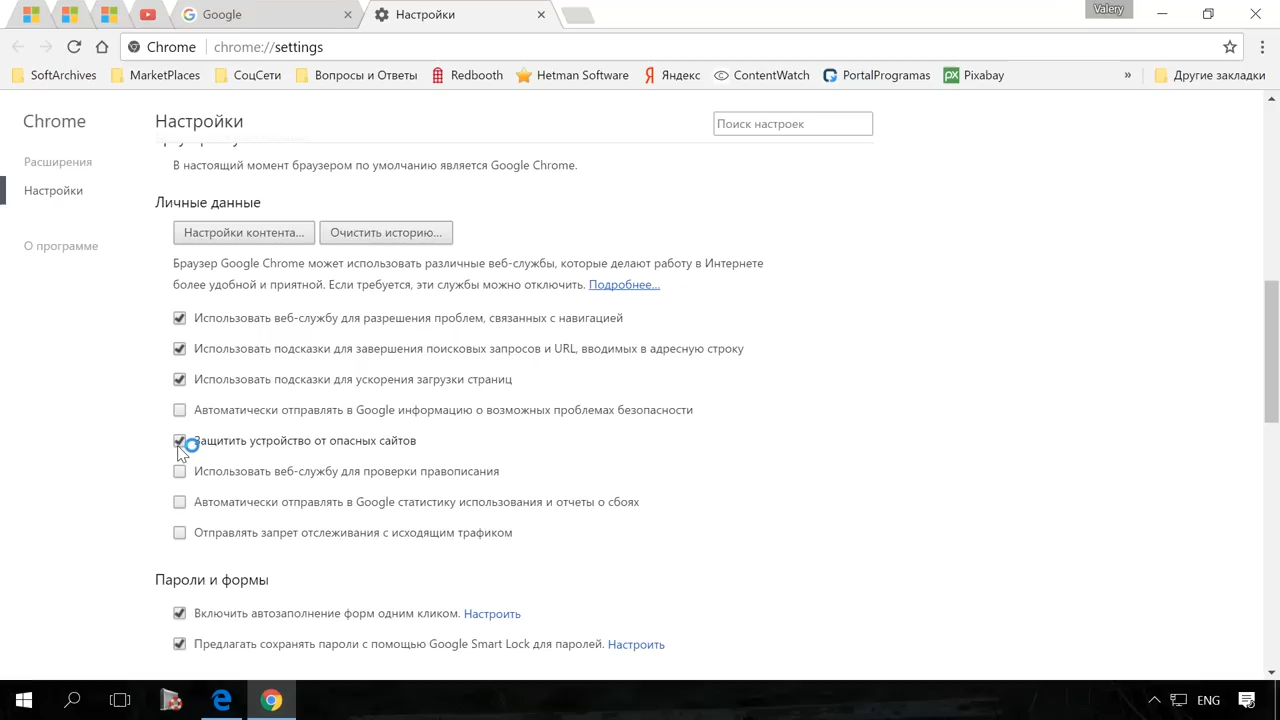 Google
Настройки
Valery
Chrome
chrome://settings
SoftArchives
MarketPlaces
СоцСети
Вопросы и Ответы
Redbooth
Hetman Software
Яндекс
ContentWatch
PortalProgramas
Pixabay
»
Другие закладки
Chrome
Расширения
Настройки
О программе
Настройки
Поиск настроек
В настоящий момент браузером по умолчанию является Google Chrome.
Личные данные
Настройки контента...
Очистить историю...
Браузер Google Chrome может использовать различные веб-службы, которые делают работу в Интернете
более удобной и приятной. Если требуется, эти службы можно отключить. Подробнее...
Использовать веб-службу для разрешения проблем, связанных с навигацией
Использовать подсказки для завершения поисковых запросов и URL, вводимых в адресную строку
Использовать подсказки для ускорения загрузки страниц
Автоматически отправлять в Google информацию о возможных проблемах безопасности
Защитить устройство от опасных сайтов
Использовать веб-службу для проверки правописания
Автоматически отправлять в Google статистику использования и отчеты о сбоях
Отправлять запрет отслеживания с исходящим трафиком
Пароли и формы
Включить автозаполнение форм одним кликом. Настроить
Предлагать сохранять пароли с помощью Google Smart Lock для паролей. Настроить
ENG